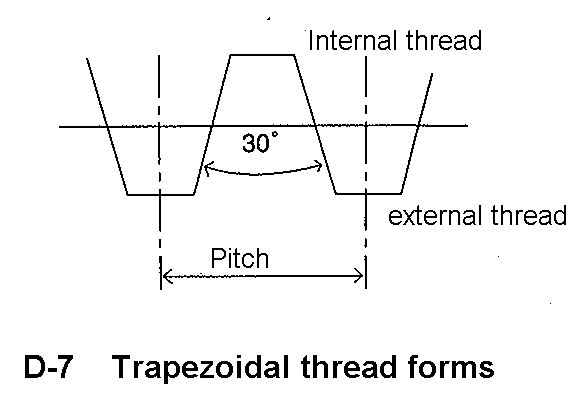 Internal thread
30°
external thread
Pitch
D-7 Trapezoidal thread forms